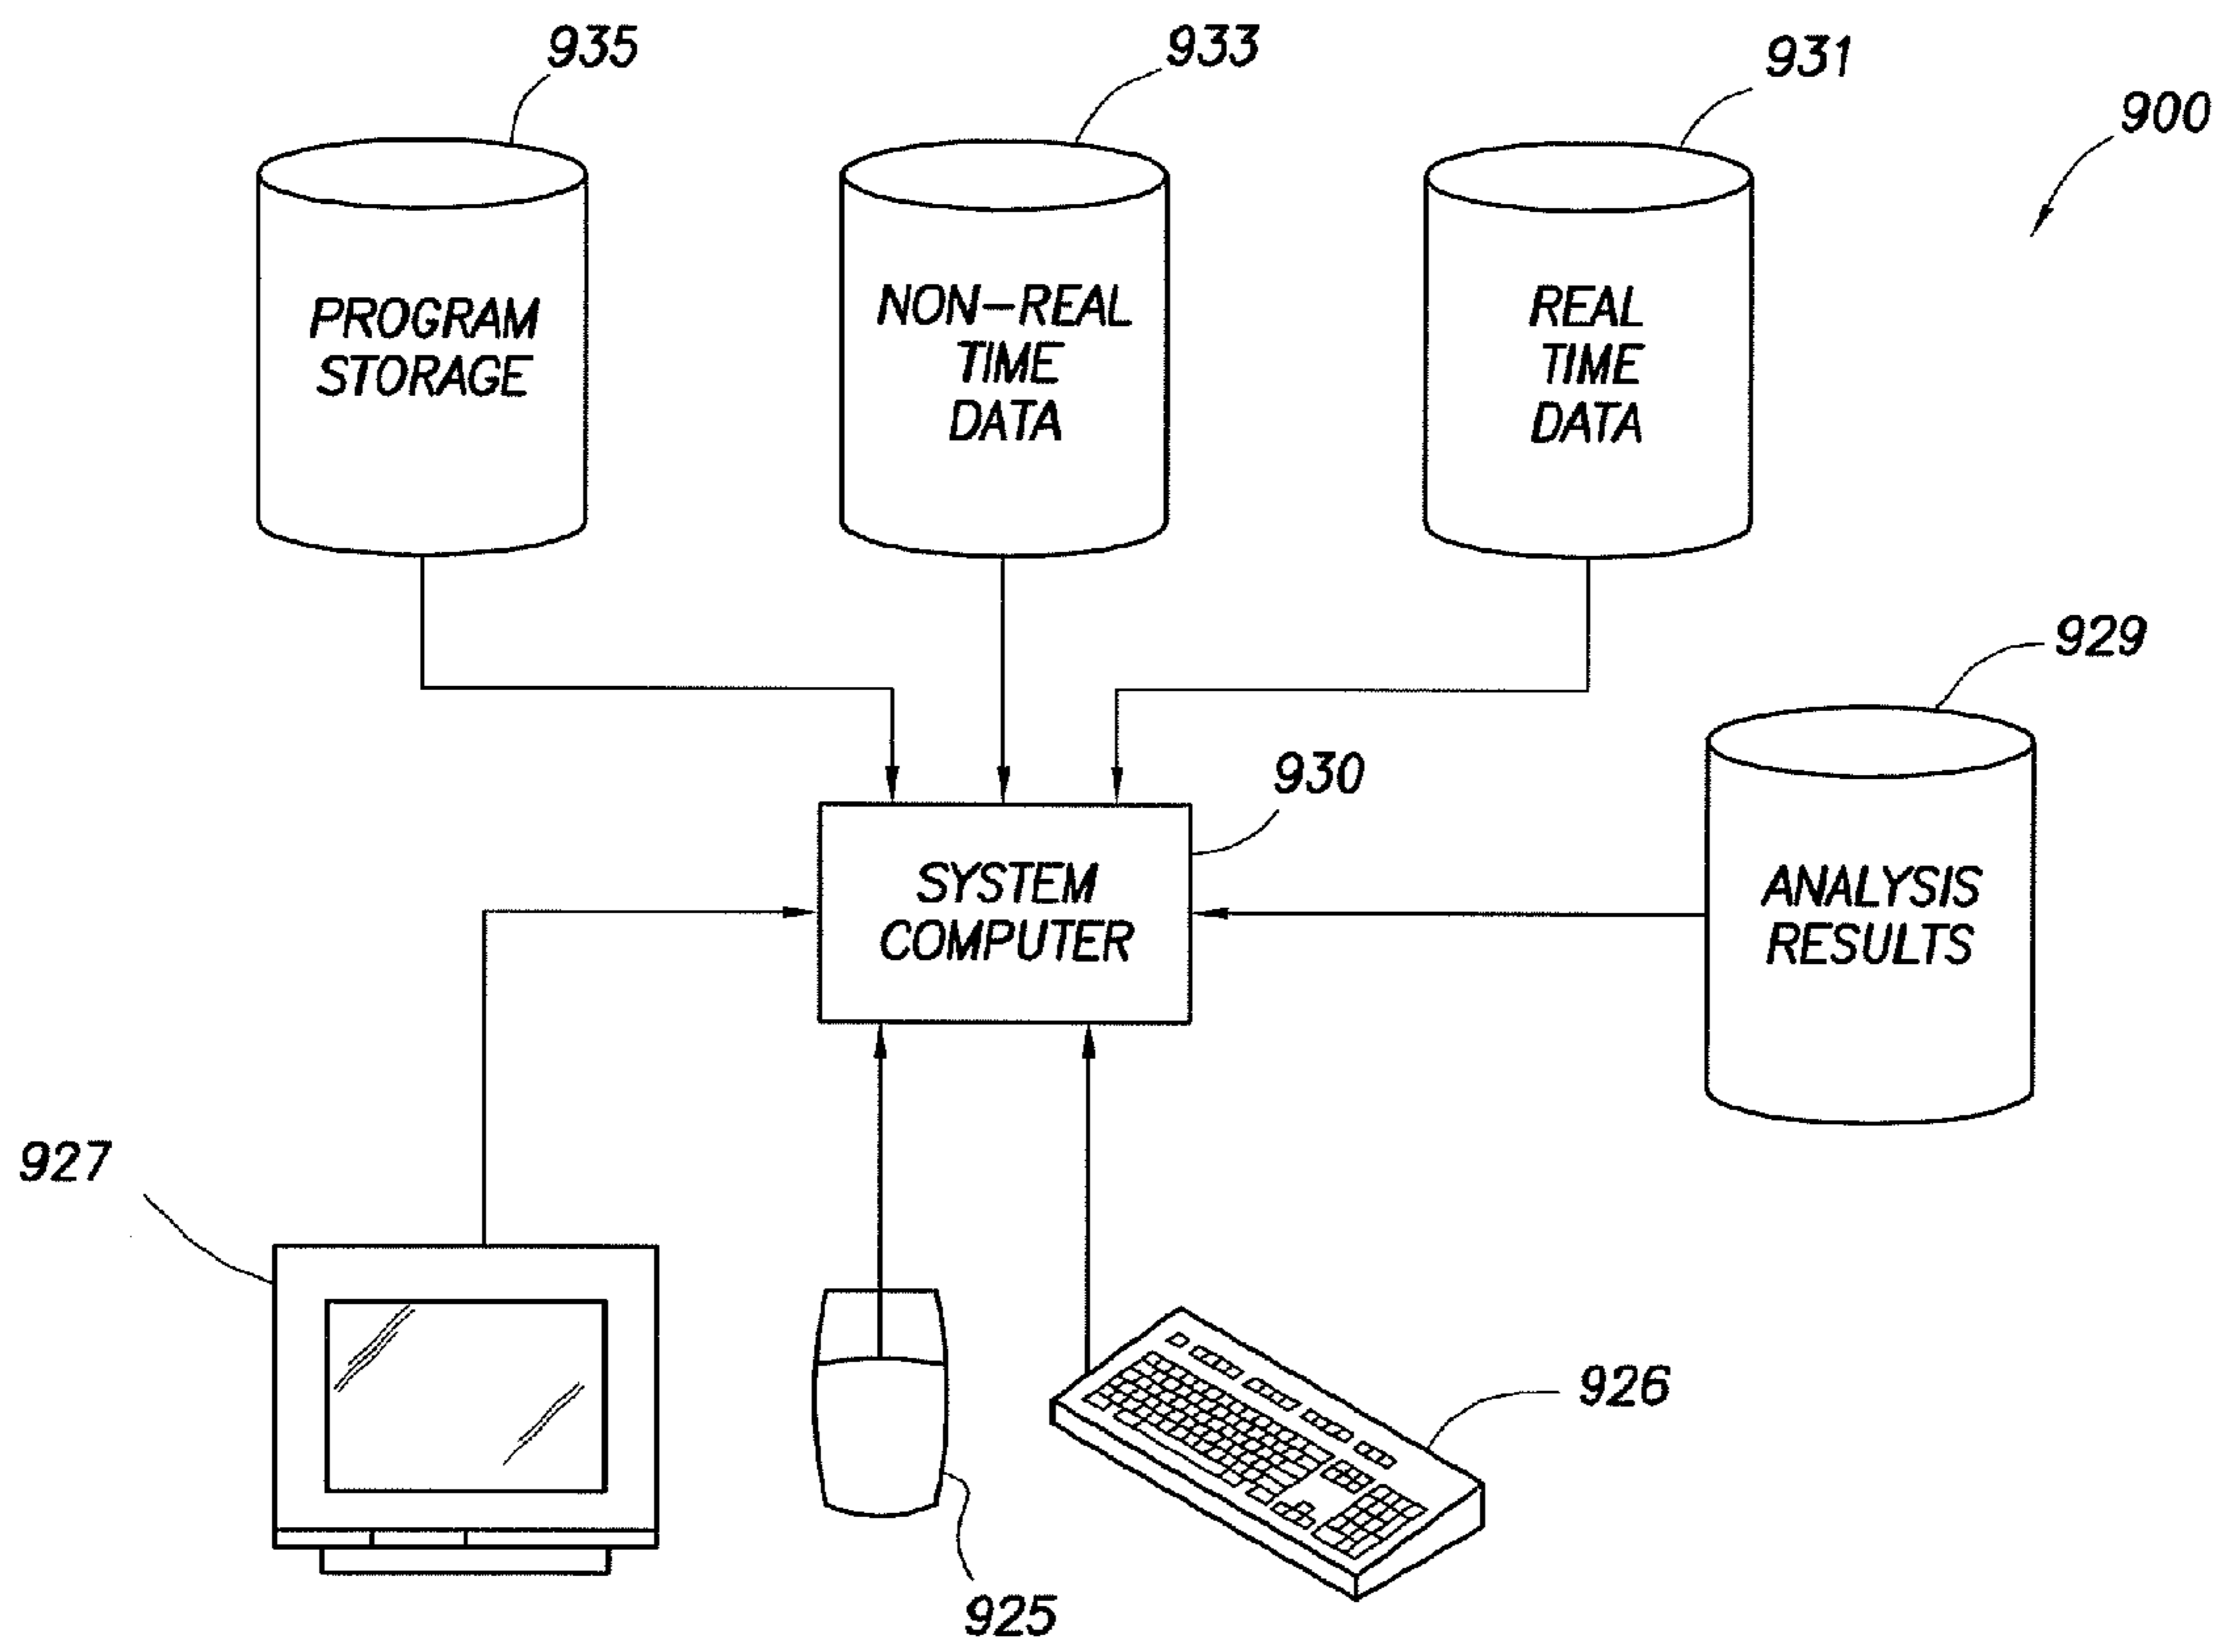 935
933
931
900
PROGRAM
STORAGE
NON-REAL
TIME
DATA
REAL
TIME
DATA
929
930
SYSTEM
COMPUTER
ANALYSIS
RESULTS
927
926
925